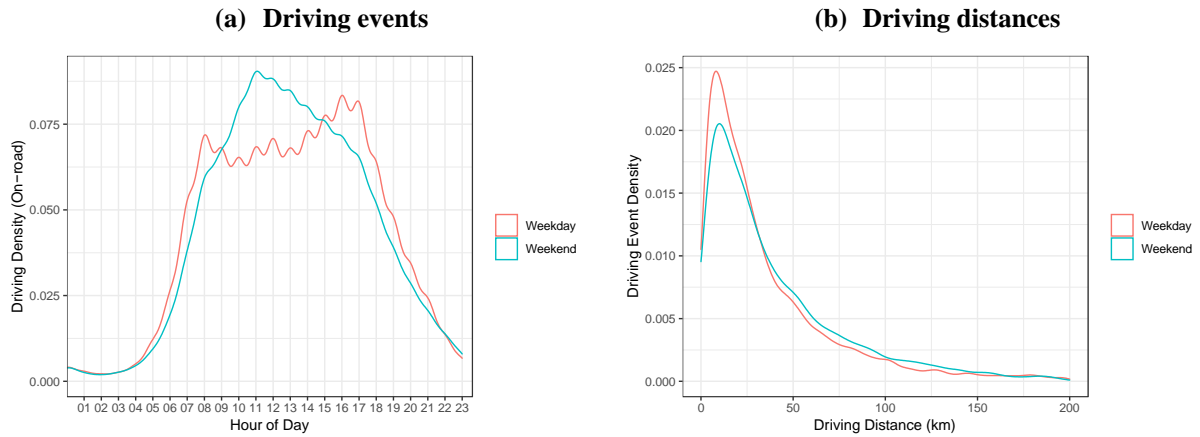 (a) Driving events
0.075
0.050
0.025
0.000
Driving Density (On−road)
01 02 03 04 05 06 07 08 09 10 11 12 13 14 15 16 17 18 19 20 21 22 23
Hour of Day
Weekday
Weekend
(b) Driving distances
0.025
0.020
0.015
0.010
0.005
0.000
Driving Event Density
0 50 100 150 200
Driving Distance (km)
Weekday
Weekend